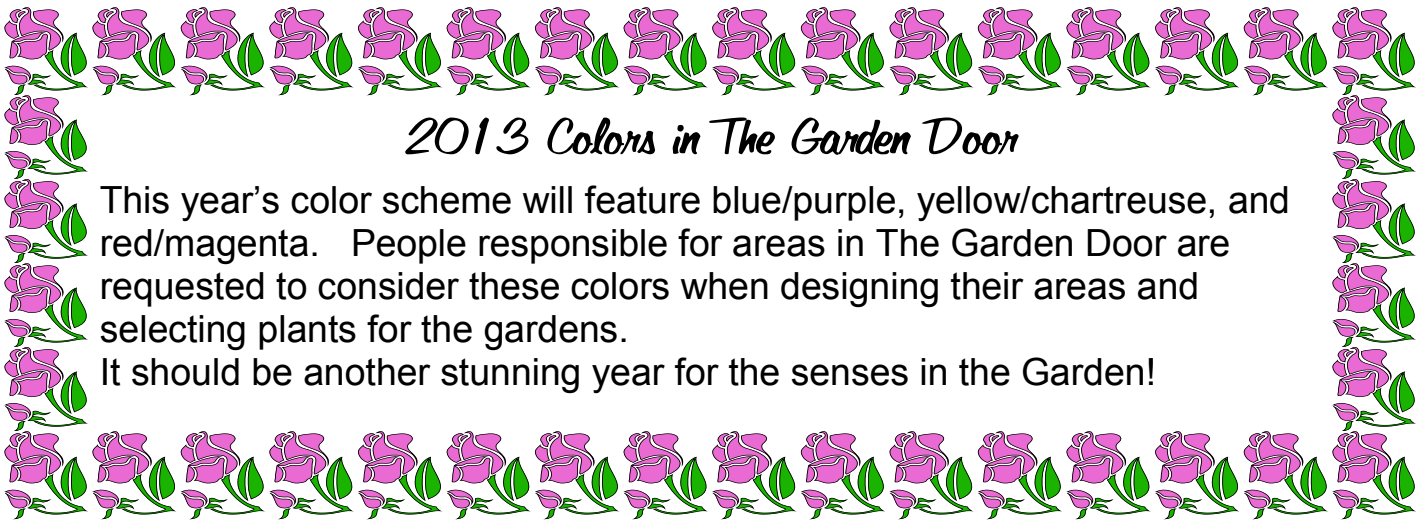 2013 Colors in The Garden Door
This year’s color scheme will feature blue/purple, yellow/chartreuse, and
red/magenta.   People responsible for areas in The Garden Door are
requested to consider these colors when designing their areas and
selecting plants for the gardens.
It should be another stunning year for the senses in the Garden!